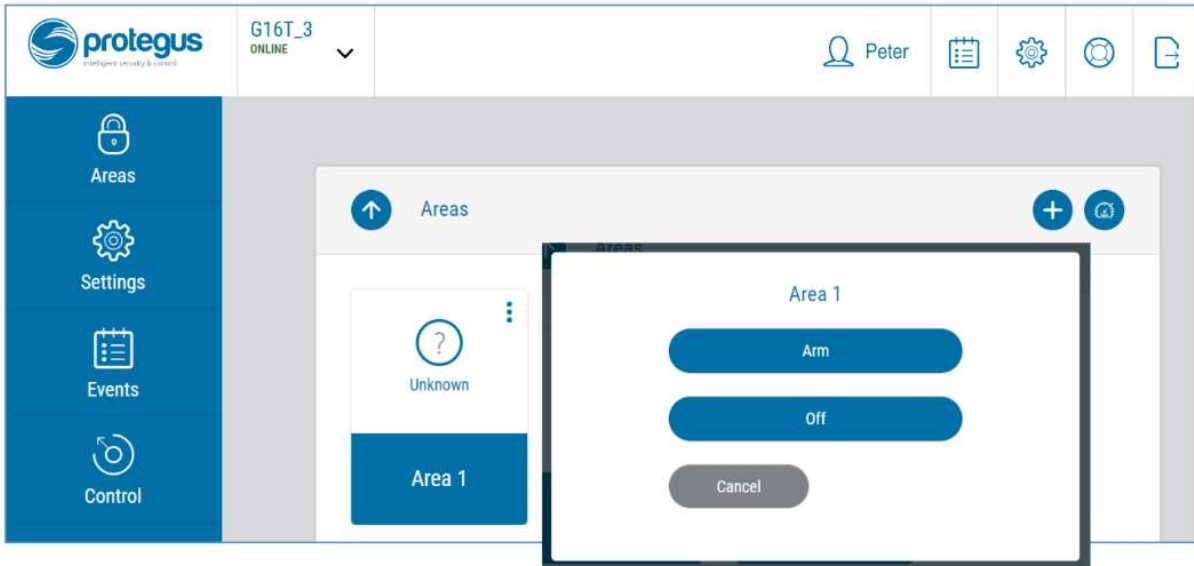 protegus
intelligent security & control
G16T_3
ONLINE
Peter
Areas
Settings
Events
Control
Areas
?
Unknown
Area 1
Areas
Area 1
Arm
Off
Cancel